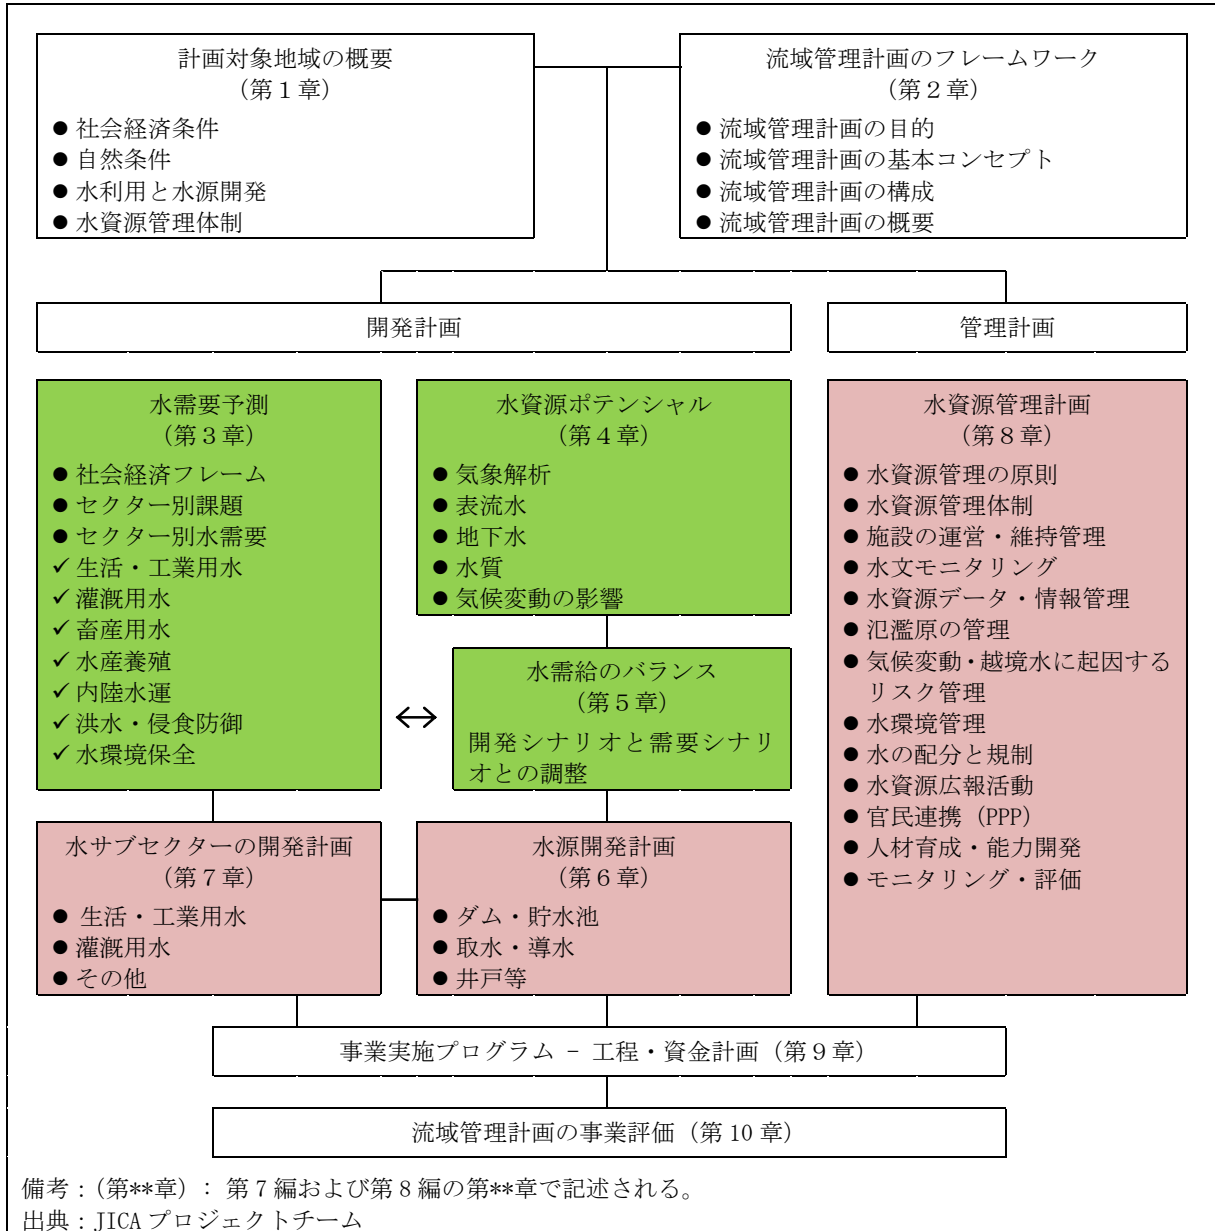 計画対象地域の概要
(第1章)
● 社会経済条件
● 自然条件
● 水利用と水源開発
● 水資源管理体制
流域管理計画のフレームワーク
(第2章)
● 流域管理計画の目的
● 流域管理計画の基本コンセプト
● 流域管理計画の構成
● 流域管理計画の概要
開発計画
管理計画
水需要予測
(第3章)
● 社会経済フレーム
● セクター別課題
● セクター別水需要
✓ 生活・工業用水
✓ 灌漑用水
✓ 畜産用水
✓ 水産養殖
✓ 内陸水運
✓ 洪水・侵食防御
✓ 水環境保全
水資源ポテンシャル
(第4章)
● 気象解析
● 表流水
● 地下水
● 水質
● 気候変動の影響
水需給のバランス
(第5章)
開発シナリオと需要シナリ
オとの調整
水資源管理計画
(第8章)
● 水資源管理の原則
● 水資源管理体制
● 施設の運営・維持管理
● 水文モニタリング
● 水資源データ・情報管理
● 氾濫原の管理
● 気候変動・越境水に起因する
リスク管理
● 水環境管理
● 水の配分と規制
● 水資源広報活動
● 官民連携 (PPP)
● 人材育成・能力開発
● モニタリング・評価
水サブセクターの開発計画
(第7章)
● 生活・工業用水
● 灌漑用水
● その他
水源開発計画
(第6章)
● ダム・貯水池
● 取水・導水
● 井戸等
事業実施プログラム - 工程・資金計画 (第9章)
流域管理計画の事業評価 (第10章)
備考:(第**章) : 第7編および第8編の第**章で記述される。
出典:JICAプロジェクトチーム